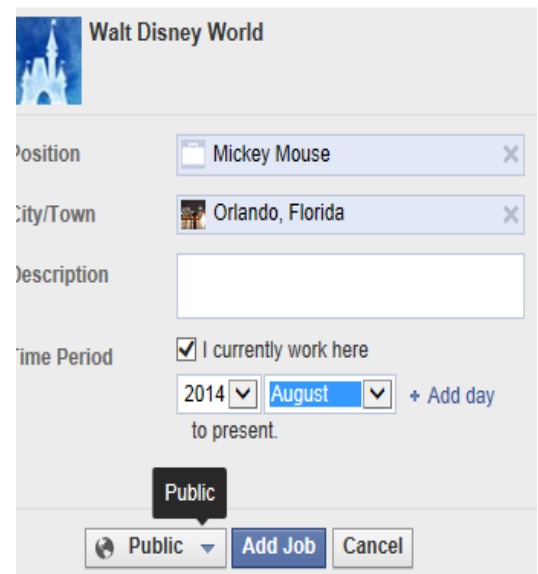 Walt Disney World
Position Mickey Mouse
City/Town Orlando, Florida
Description
Time Period I currently work here
2014 August + Add day
to present.
Public
Public Add Job Cancel